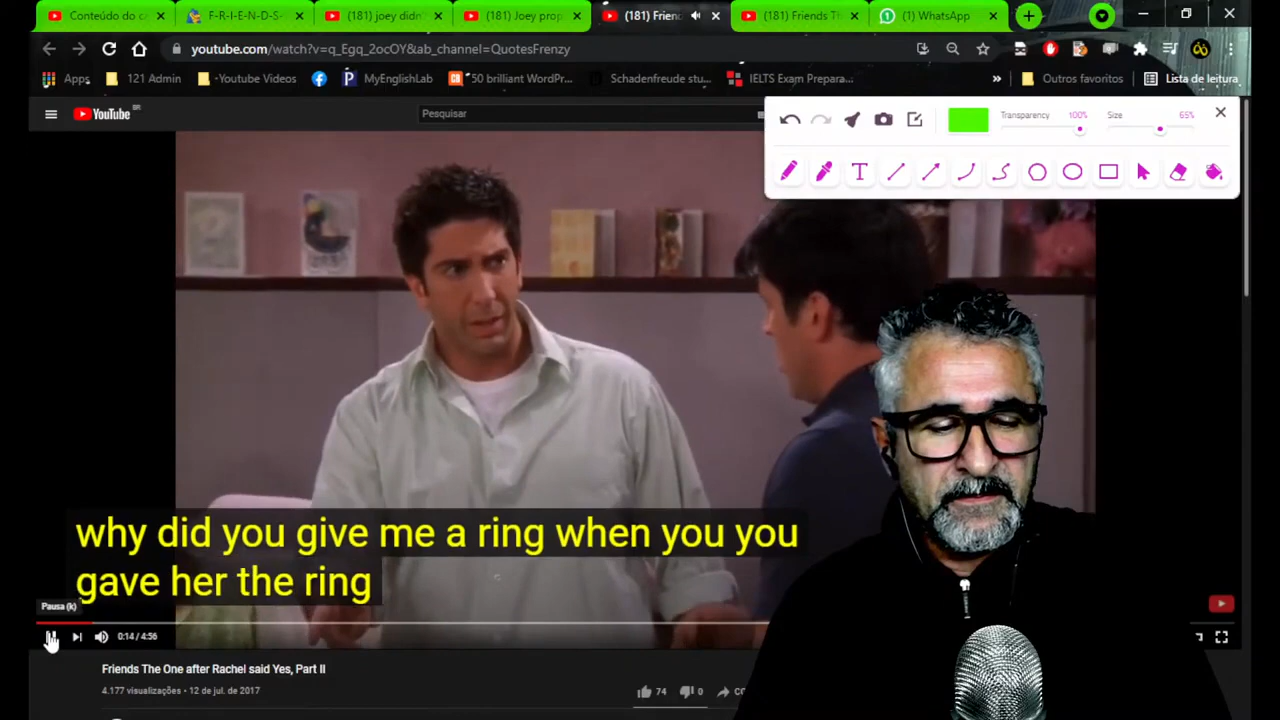 Conteúdo do ca
F-R-I-E-N-D-S-
(181) joey didn
(181) Joey prop
(181) Friend
(181) Friends Th
(1) WhatsApp
youtube.com/watch?v=q_Egq_2ocOY&ab_channel=QuotesFrenzy
Apps
121 Admin
-Youtube Videos
MyEnglishLab
50 brilliant WordPr...
Schadenfreude stu...
IELTS Exam Prepara...
»
Outros favoritos
Lista de leitura
YouTube BR
Pesquisar
Transparency 100%
Size 65%
T
why did you give me a ring when you you
gave her the ring
Pausa (k)
0:14 / 4:56
Friends The One after Rachel said Yes, Part II
4.177 visualizações • 12 de jul. de 2017
74
0
CO